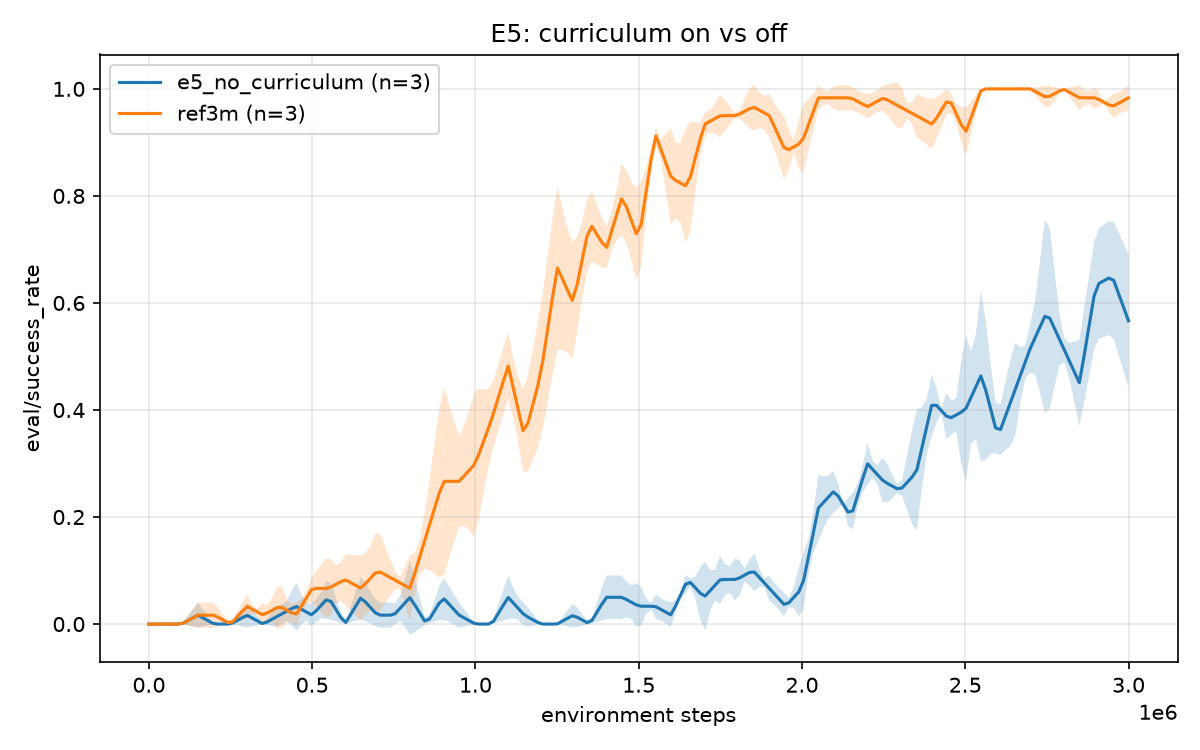 E5: curriculum on vs off
e5_no_curriculum (n=3)
ref3m (n=3)
eval/success_rate
1.0
0.8
0.6
0.4
0.2
0.0
0.0 0.5 1.0 1.5 2.0 2.5 3.0
1e6
environment steps